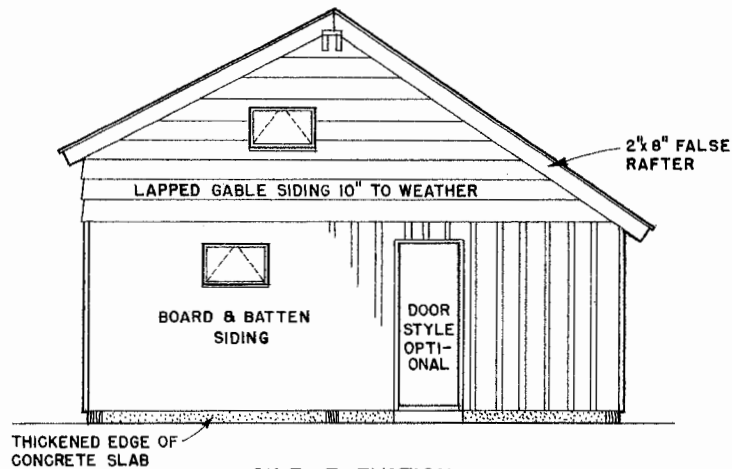 2"x 8" FALSE
RAFTER
LAPPED GABLE SIDING 10" TO WEATHER
BOARD & BATTEN
SIDING
DOOR
STYLE
OPTI-
ONAL
THICKENED EDGE OF
CONCRETE SLAB